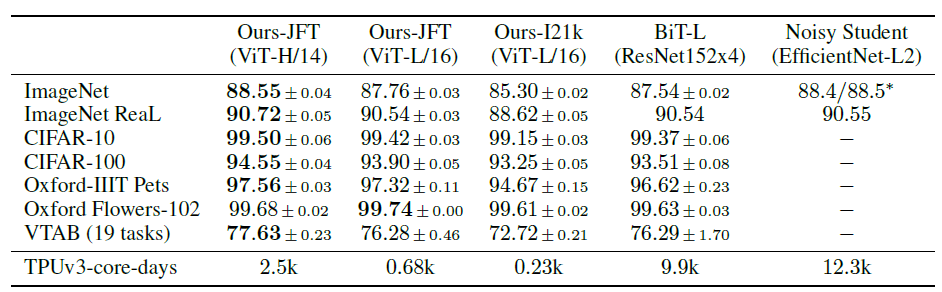 Ours-JFT Ours-JFT Ours-I21k BiT-L Noisy Student
(ViT-H/14) (ViT-L/16) (ViT-L/16) (ResNet152x4) (EfficientNet-L2)
ImageNet 88.55 ± 0.04 87.76 ± 0.03 85.30 ± 0.02 87.54 ± 0.02 88.4/88.5*
ImageNet ReaL 90.72 ± 0.05 90.54 ± 0.03 88.62 ± 0.05 90.54 90.55
CIFAR-10 99.50 ± 0.06 99.42 ± 0.03 99.15 ± 0.03 99.37 ± 0.06 −
CIFAR-100 94.55 ± 0.04 93.90 ± 0.05 93.25 ± 0.05 93.51 ± 0.08 −
Oxford-IIIT Pets 97.56 ± 0.03 97.32 ± 0.11 94.67 ± 0.15 96.62 ± 0.23 −
Oxford Flowers-102 99.68 ± 0.02 99.74 ± 0.00 99.61 ± 0.02 99.63 ± 0.03 −
VTAB (19 tasks) 77.63 ± 0.23 76.28 ± 0.46 72.72 ± 0.21 76.29 ± 1.70 −
TPUv3-core-days 2.5k 0.68k 0.23k 9.9k 12.3k